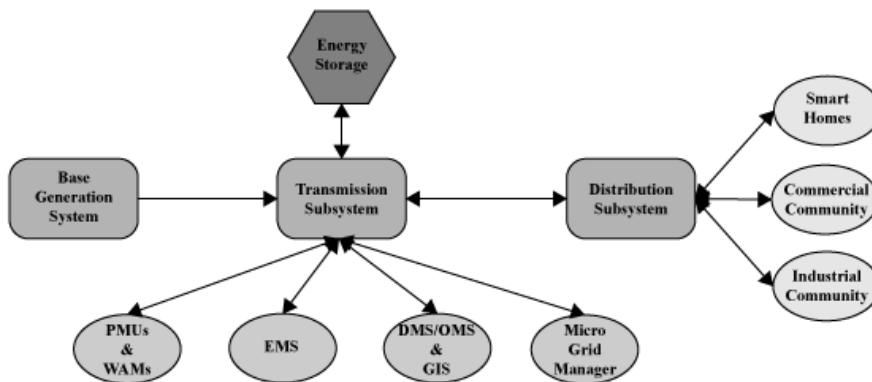 Energy
Storage
Smart
Homes
Base
Generation
System
Transmission
Subsystem
Distribution
Subsystem
Commercial
Community
Industrial
Community
PMUs
&
WAMs
EMS
DMS/OMS
&
GIS
Micro
Grid
Manager